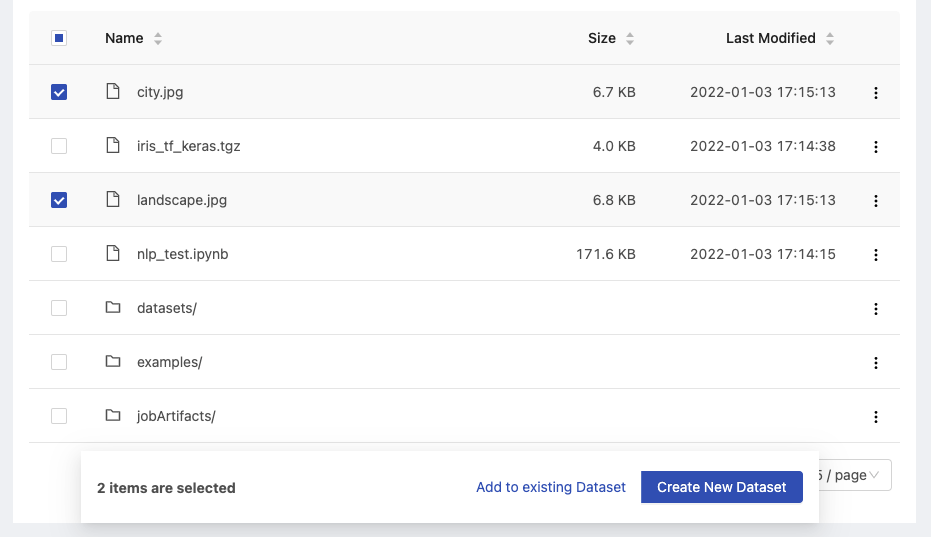 Name Size Last Modified
city.jpg 6.7 KB 2022-01-03 17:15:13
iris_tf_keras.tgz 4.0 KB 2022-01-03 17:14:38
landscape.jpg 6.8 KB 2022-01-03 17:15:13
nlp_test.ipynb 171.6 KB 2022-01-03 17:14:15
datasets/
examples/
jobArtifacts/
5 / page
2 items are selected Add to existing Dataset Create New Dataset